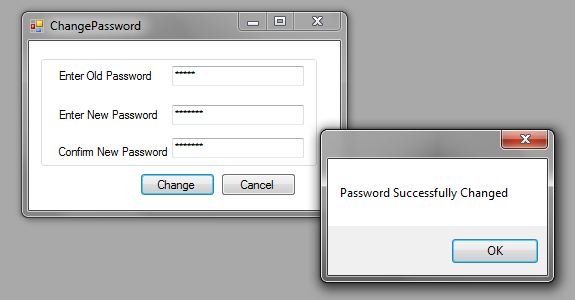 ChangePassword
Enter Old Password *****
Enter New Password *******
Confirm New Password *******
Change Cancel
Password Successfully Changed
OK